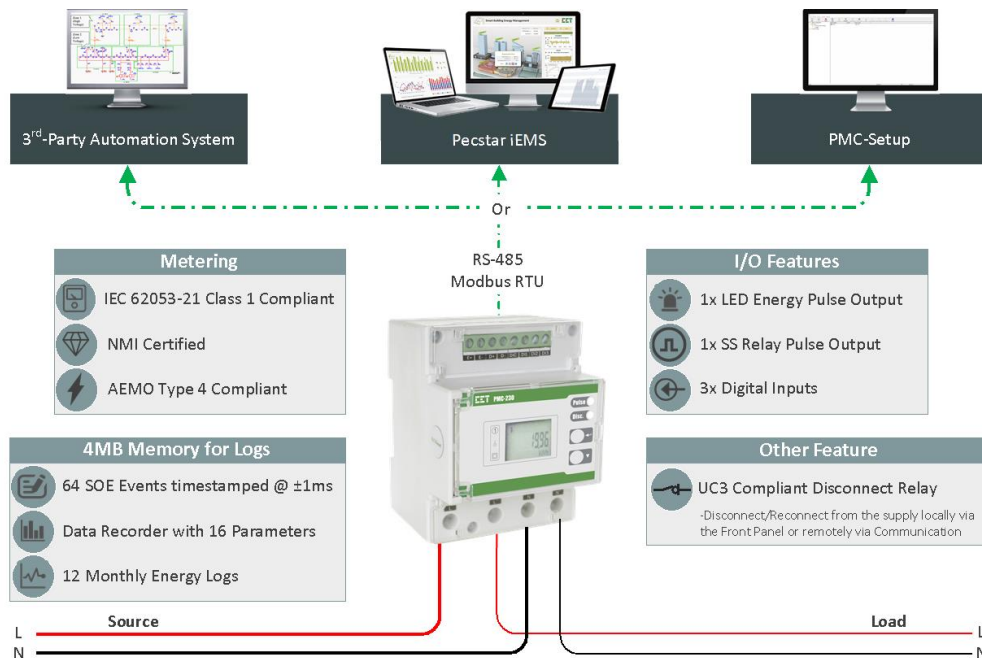 3rd-Party Automation System
Pecstar iEMS
PMC-Setup
Or
RS-485
Modbus RTU
Metering
IEC 62053-21 Class 1 Compliant
NMI Certified
AEMO Type 4 Compliant
I/O Features
1x LED Energy Pulse Output
1x SS Relay Pulse Output
3x Digital Inputs
4MB Memory for Logs
64 SOE Events timestamped @ ±1ms
Data Recorder with 16 Parameters
12 Monthly Energy Logs
Other Feature
UC3 Compliant Disconnect Relay
-Disconnect/Reconnect from the supply locally via
the Front Panel or remotely via Communication
CET
CET PMC-230
Pulse
Disc.
Source
Load
L
L
N
N